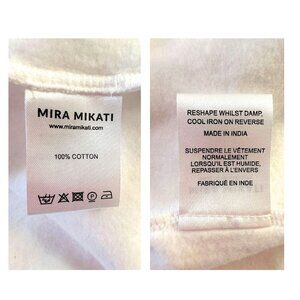 MIRA MIKATI
www.miramikati.com
100% COTTON
RESHAPE WHILST DAMP,
COOL IRON ON REVERSE
MADE IN INDIA
SUSPENDRE LE VÊTEMENT
NORMALEMENT
LORSQU'IL EST HUMIDE,
REPASSER À L'ENVERS
FABRIQUÉ EN INDE